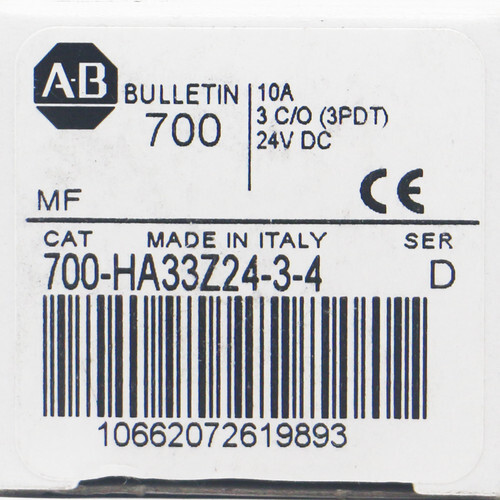 A-B
BULLETIN
700
10A
3 C/O (3PDT)
24V DC
MF
CE
CAT MADE IN ITALY SER
700-HA33Z24-3-4 D
10662072619893